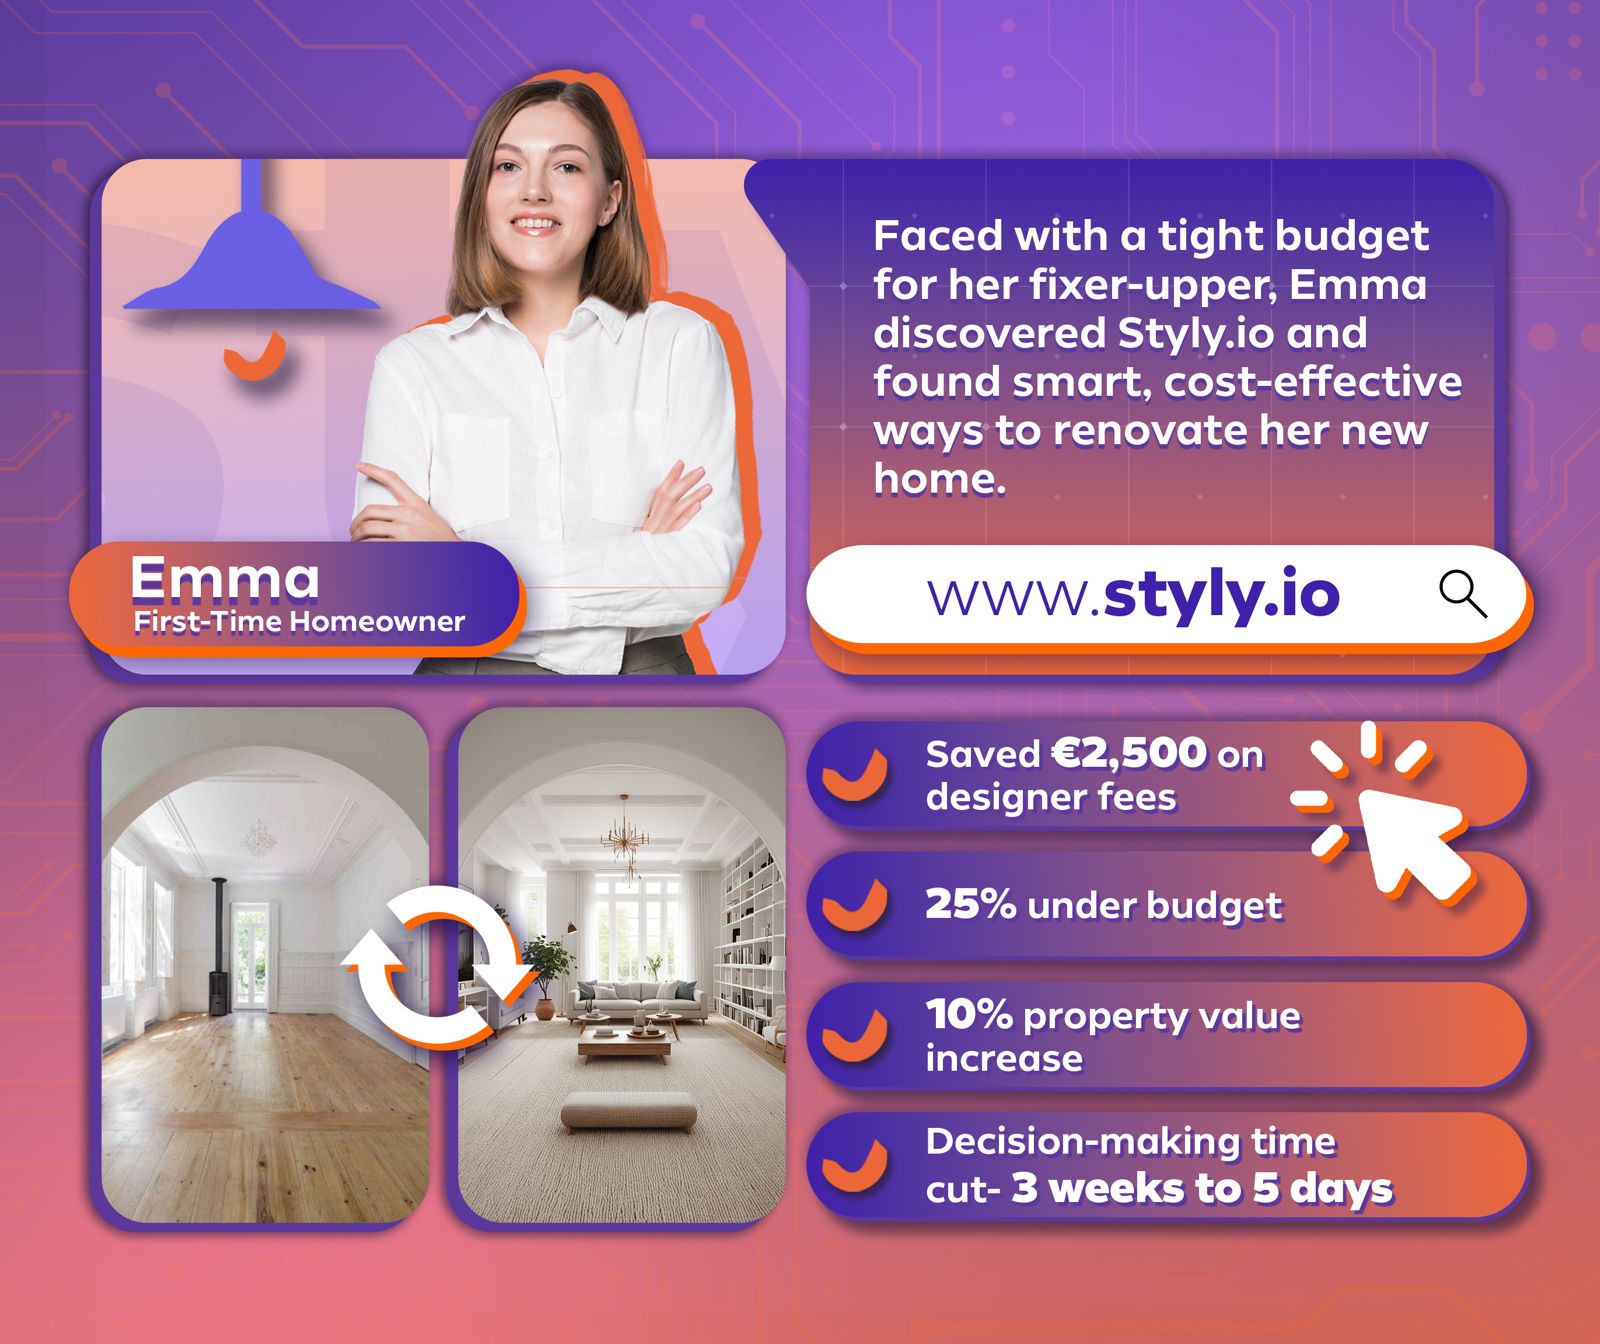 Faced with a tight budget
for her fixer-upper, Emma
discovered Styly.io and
found smart, cost-effective
ways to renovate her new
home.
Emma
First-Time Homeowner
www.styly.io
Saved €2,500 on
designer fees
25% under budget
10% property value
increase
Decision-making time
cut- 3 weeks to 5 days